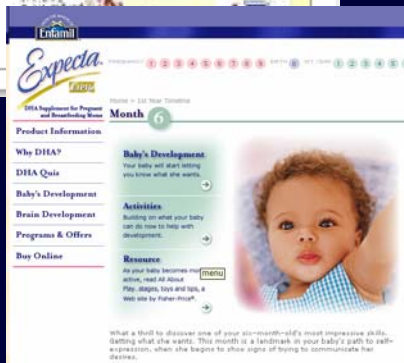 Enfamil
Expecta
LIPIL
DHA Supplement for Pregnant
and Breastfeeding Moms
Product Information
Why DHA?
DHA Quiz
Baby's Development
Brain Development
Programs & Offers
Buy Online
PREGNANCY 1 2 3 4 5 6 7 8 9 BIRTH 1ST YEAR 1 2 3 4 5
Home > 1st Year Timeline
Month 6
Baby's Development
Your baby will start letting
you know what she wants.
Activities
Building on what your baby
can do now to help with
development.
Resource
As your baby becomes more
active, read All About
Play, stages, toys and tips, a
Web site by Fisher-Price®.
menu
What a thrill to discover one of your six-month-old's most impressive skills.
Getting what she wants. This month is a landmark in your baby's path to self-
expression, when she begins to show signs of trying to communicate her
desires.